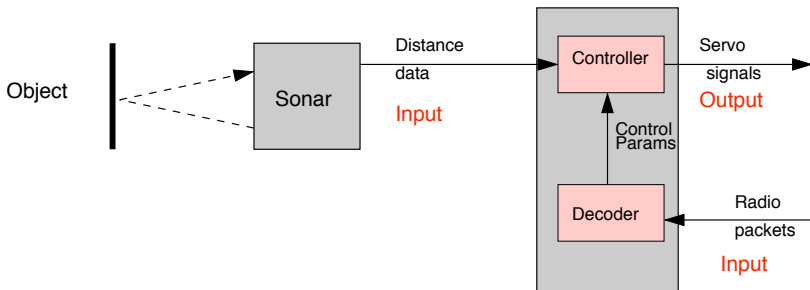 Object
Sonar
Distance
data
Input
Controller
Control
Params
Decoder
Servo
signals
Output
Radio
packets
Input